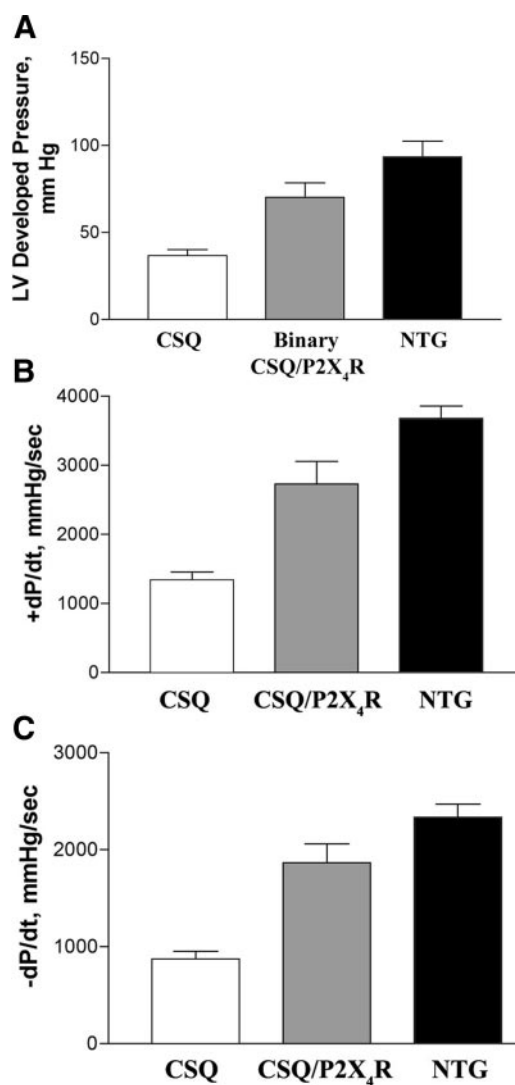 A
LV Developed Pressure,
mm Hg
150
100
50
0
CSQ
Binary
CSQ/P2X₄R
NTG
B
+dP/dt, mmHg/sec
4000
3000
2000
1000
0
CSQ
CSQ/P2X₄R
NTG
C
-dP/dt, mmHg/sec
3000
2000
1000
0
CSQ
CSQ/P2X₄R
NTG